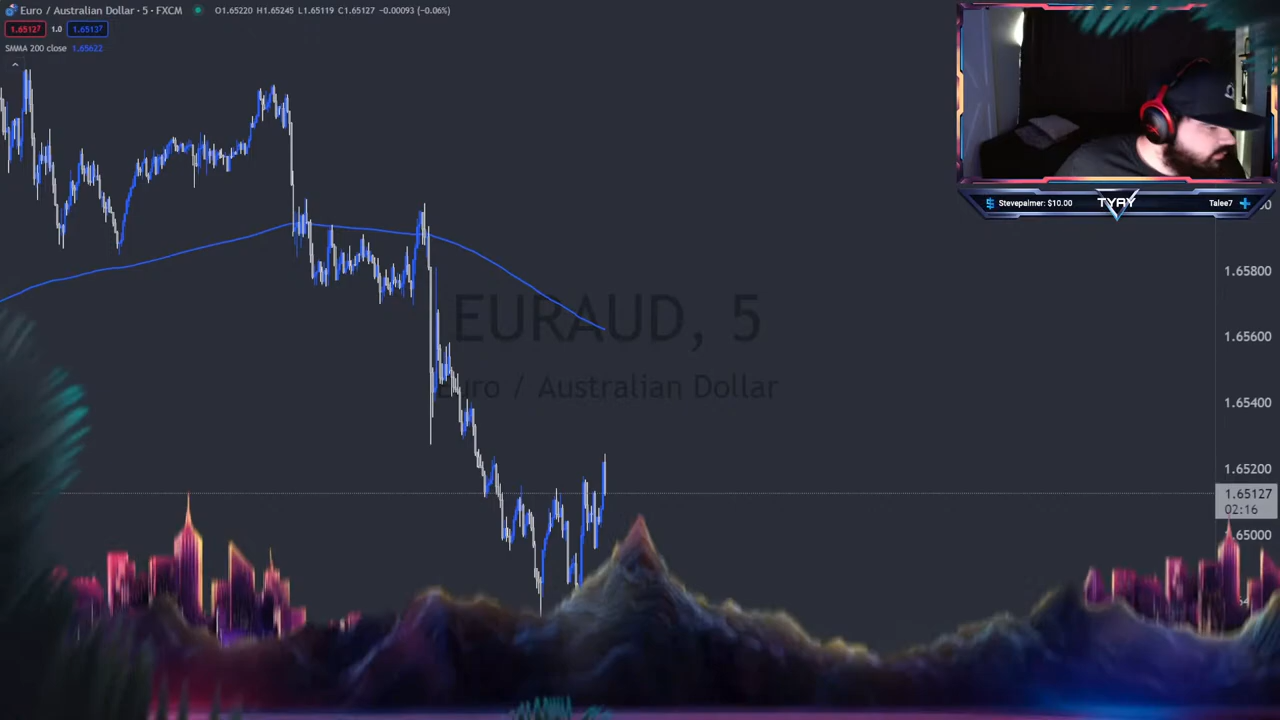 Euro / Australian Dollar · 5 · FXCM O1.65220 H1.65245 L1.65119 C1.65127 -0.00093 (-0.06%)
1.65127 1.0 1.65137
SMMA 200 close 1.65622
Stevepalmer: $10.00 TYAY Talee7
1.65800
EURAUD, 5
1.65600
Euro / Australian Dollar
1.65400
1.65200
1.65127
02:16
1.65000